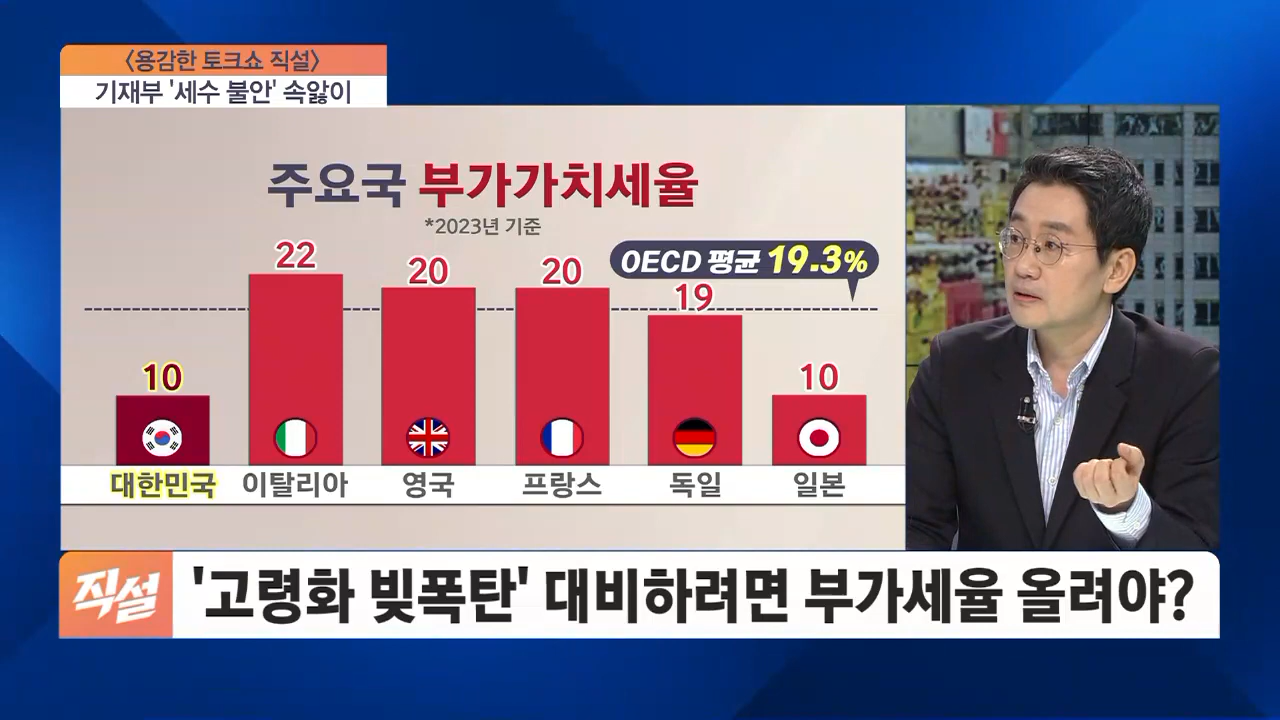 <용감한 토크쇼 직설>
기재부 '세수 불안' 속앓이
주요국 부가가치세율
*2023년 기준
OECD 평균 19.3%
10
22
20
20
19
10
대한민국
이탈리아
영국
프랑스
독일
일본
직설
'고령화 빚폭탄' 대비하려면 부가세율 올려야?